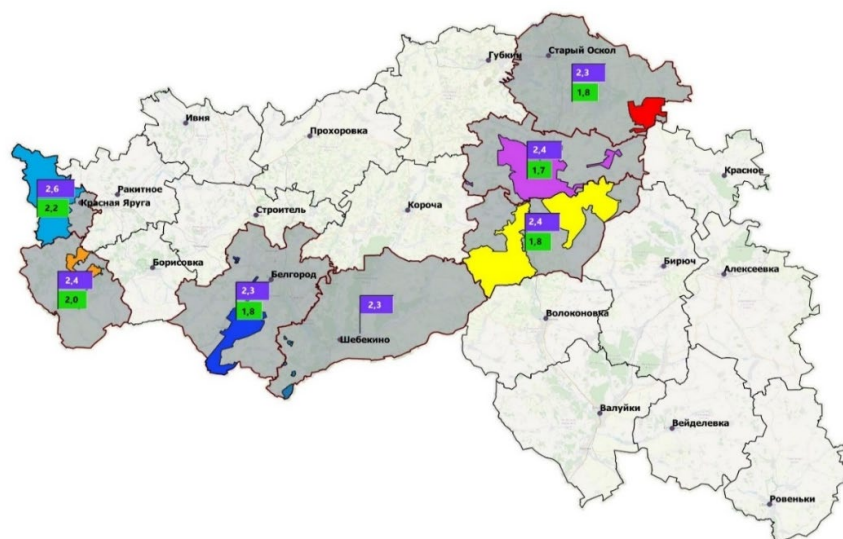 Губкин
Старый Оскол
2,3
1,8
Ивня
Прохоровка
2,4
1,7
Красное
2,6
2,2
Ракитное
Красная Яруга
Строитель
Короча
2,4
1,8
Борисовка
2,4
2,0
Белгород
2,3
1,8
2,3
Шебекино
Бирюч
Алексеевка
Волоконовка
Валуйки
Вейделевка
Ровеньки